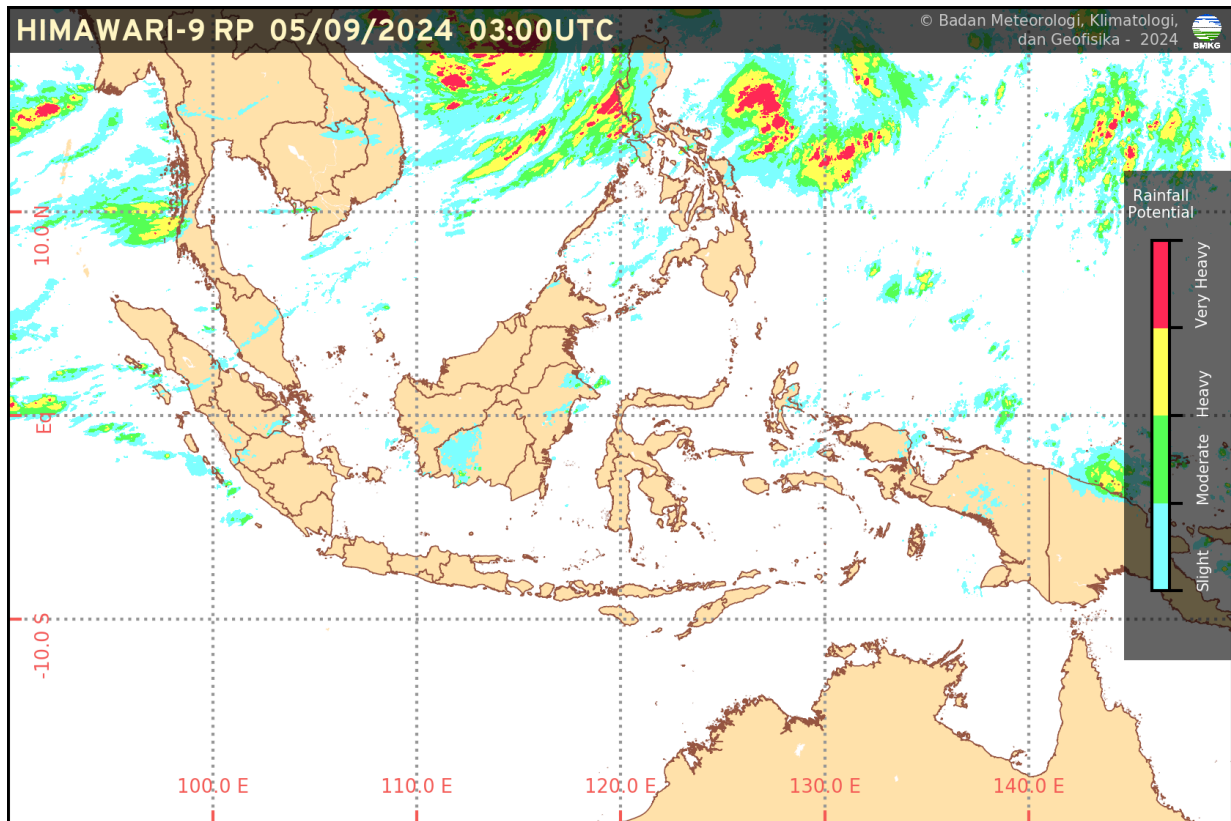 HIMAWARI-9 RP 05/09/2024 03:00UTC
© Badan Meteorologi, Klimatologi,
dan Geofisika - 2024
BMKG
Rainfall
Potential
Very Heavy
Heavy
Moderate
Slight
10.0 N
Eq
-10.0 S
100.0 E
110.0 E
120.0 E
130.0 E
140.0 E